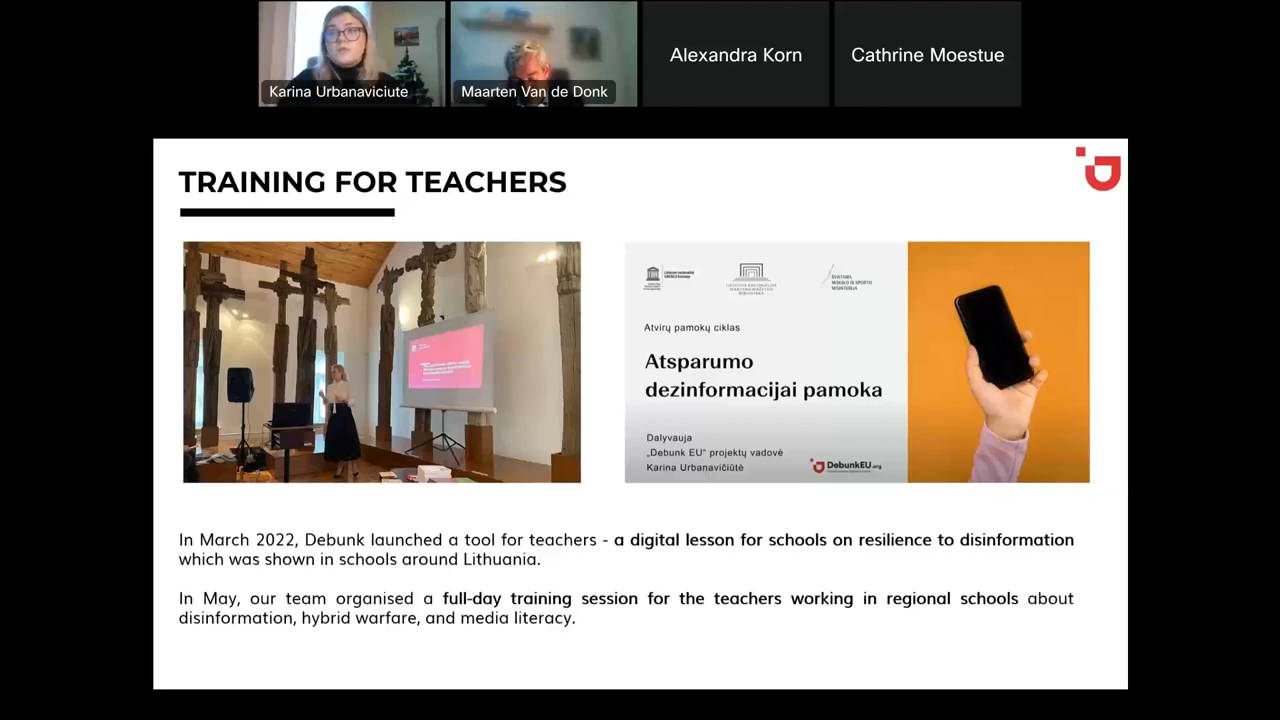 Karina Urbanaviciute
Maarten Van de Donk
Alexandra Korn
Cathrine Moestue
TRAINING FOR TEACHERS
Atvirų pamokų ciklas
Atsparumo
dezinformacijai pamoka
Dalyvauja
„Debunk EU“ projektų vadovė
Karina Urbanavičiūtė
DebunkEU.org
In March 2022, Debunk launched a tool for teachers - a digital lesson for schools on resilience to disinformation
which was shown in schools around Lithuania.
In May, our team organised a full-day training session for the teachers working in regional schools about
disinformation, hybrid warfare, and media literacy.